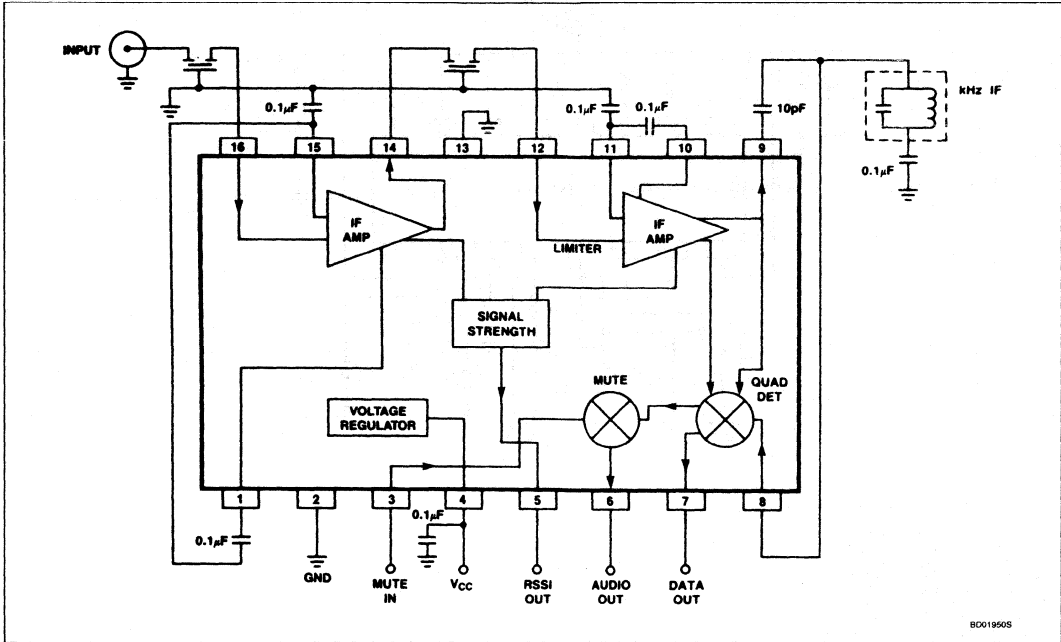 INPUT
0.1μF
0.1μF
0.1μF
10pF
kHz IF
0.1μF
16 15 14 13 12 11 10 9
IF
AMP
LIMITER
IF
AMP
SIGNAL
STRENGTH
MUTE
QUAD
DET
VOLTAGE
REGULATOR
1 2 3 4 5 6 7 8
0.1μF
0.1μF
GND
MUTE
IN
VCC
RSSI
OUT
AUDIO
OUT
DATA
OUT
BD01950S